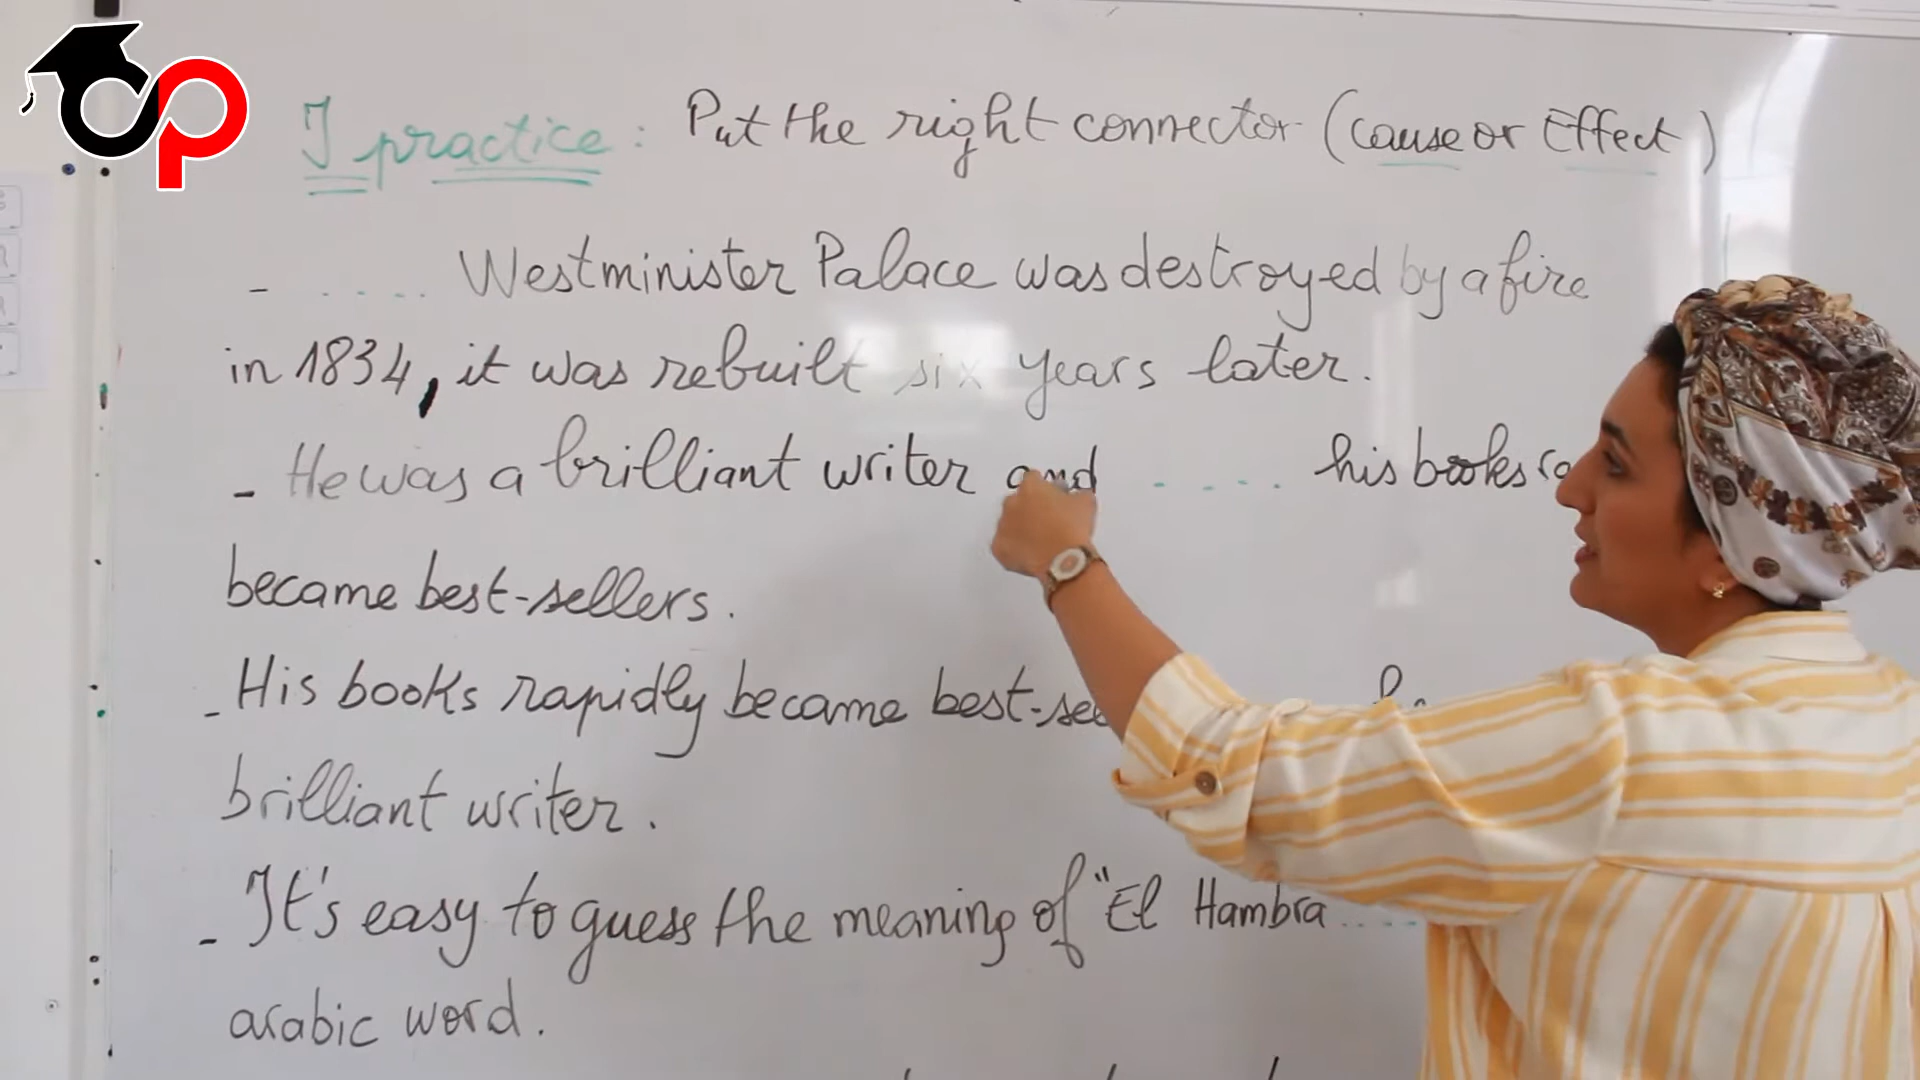 I practice : Put the right connector (cause or Effect)
- ..... Westminister Palace was destroyed by a fire
in 1834, it was rebuilt six years later.
- He was a brilliant writer and ..... his books
became best-sellers.
- His books rapidly became
brilliant writer.
- It's easy to guess the meaning of "El Hambra ....
arabic word.